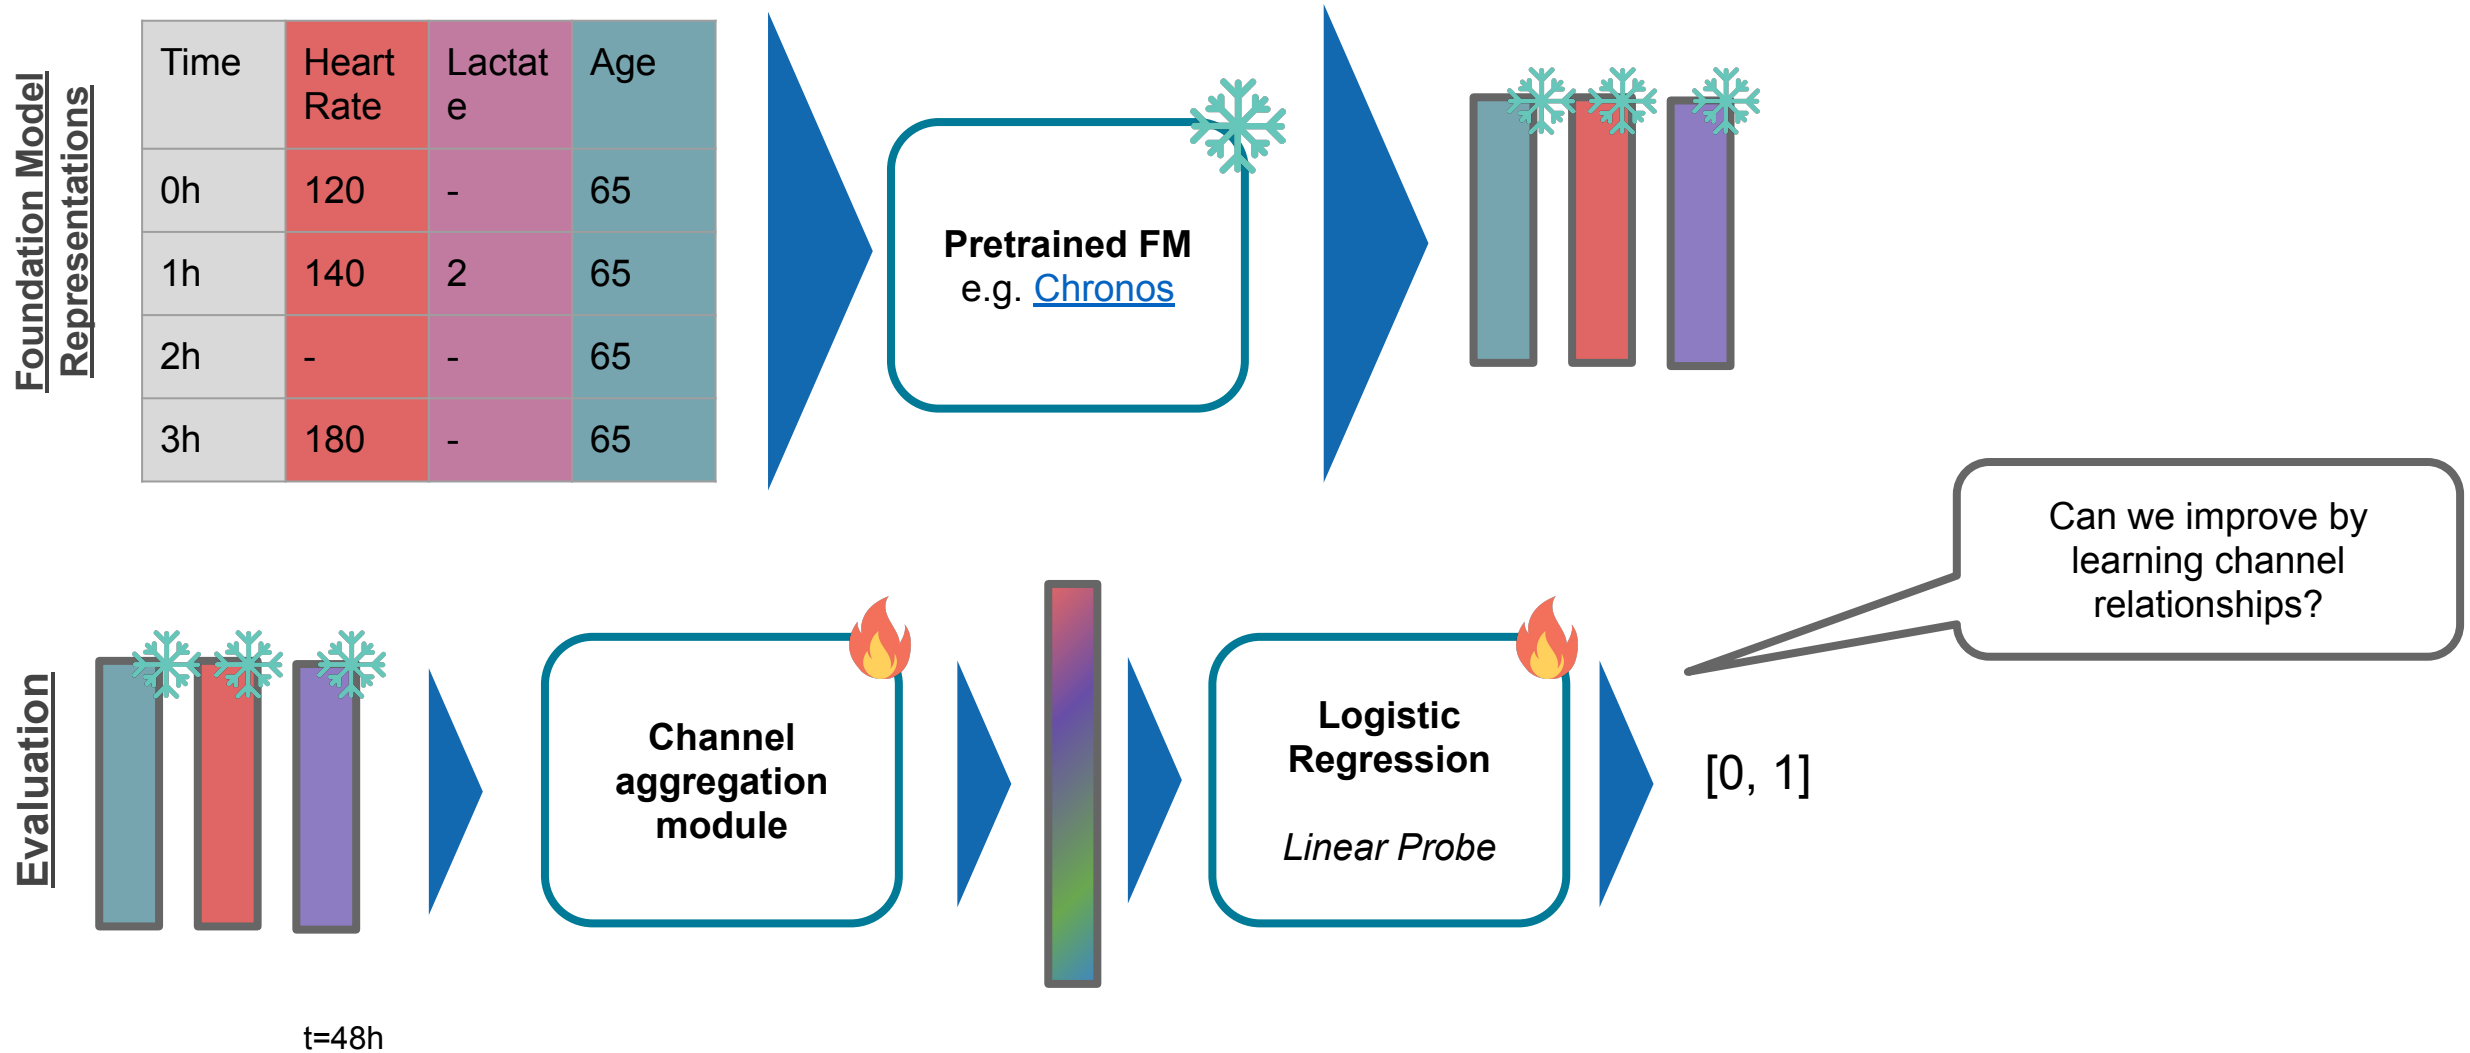 Foundation Model
Representations
Time Heart Lactat Age
Rate e
0h 120 - 65
1h 140 2 65
2h - - 65
3h 180 - 65
Pretrained FM
e.g. Chronos
Can we improve by
learning channel
relationships?
Evaluation
Channel
aggregation
module
Logistic
Regression
Linear Probe
[0, 1]
t=48h